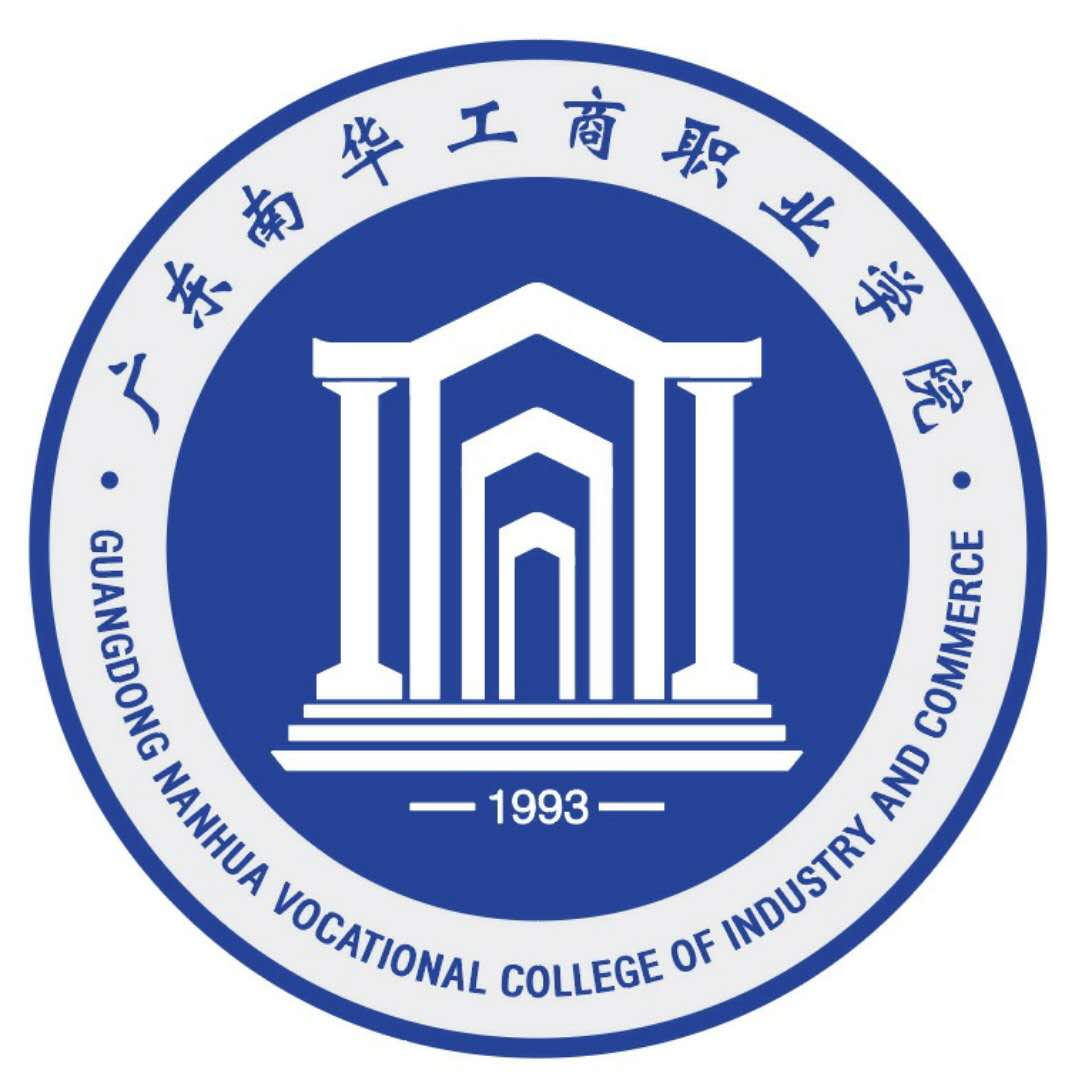 广东南华工商职业学院
1993
GUANGDONG NANHUA VOCATIONAL COLLEGE OF INDUSTRY AND COMMERCE